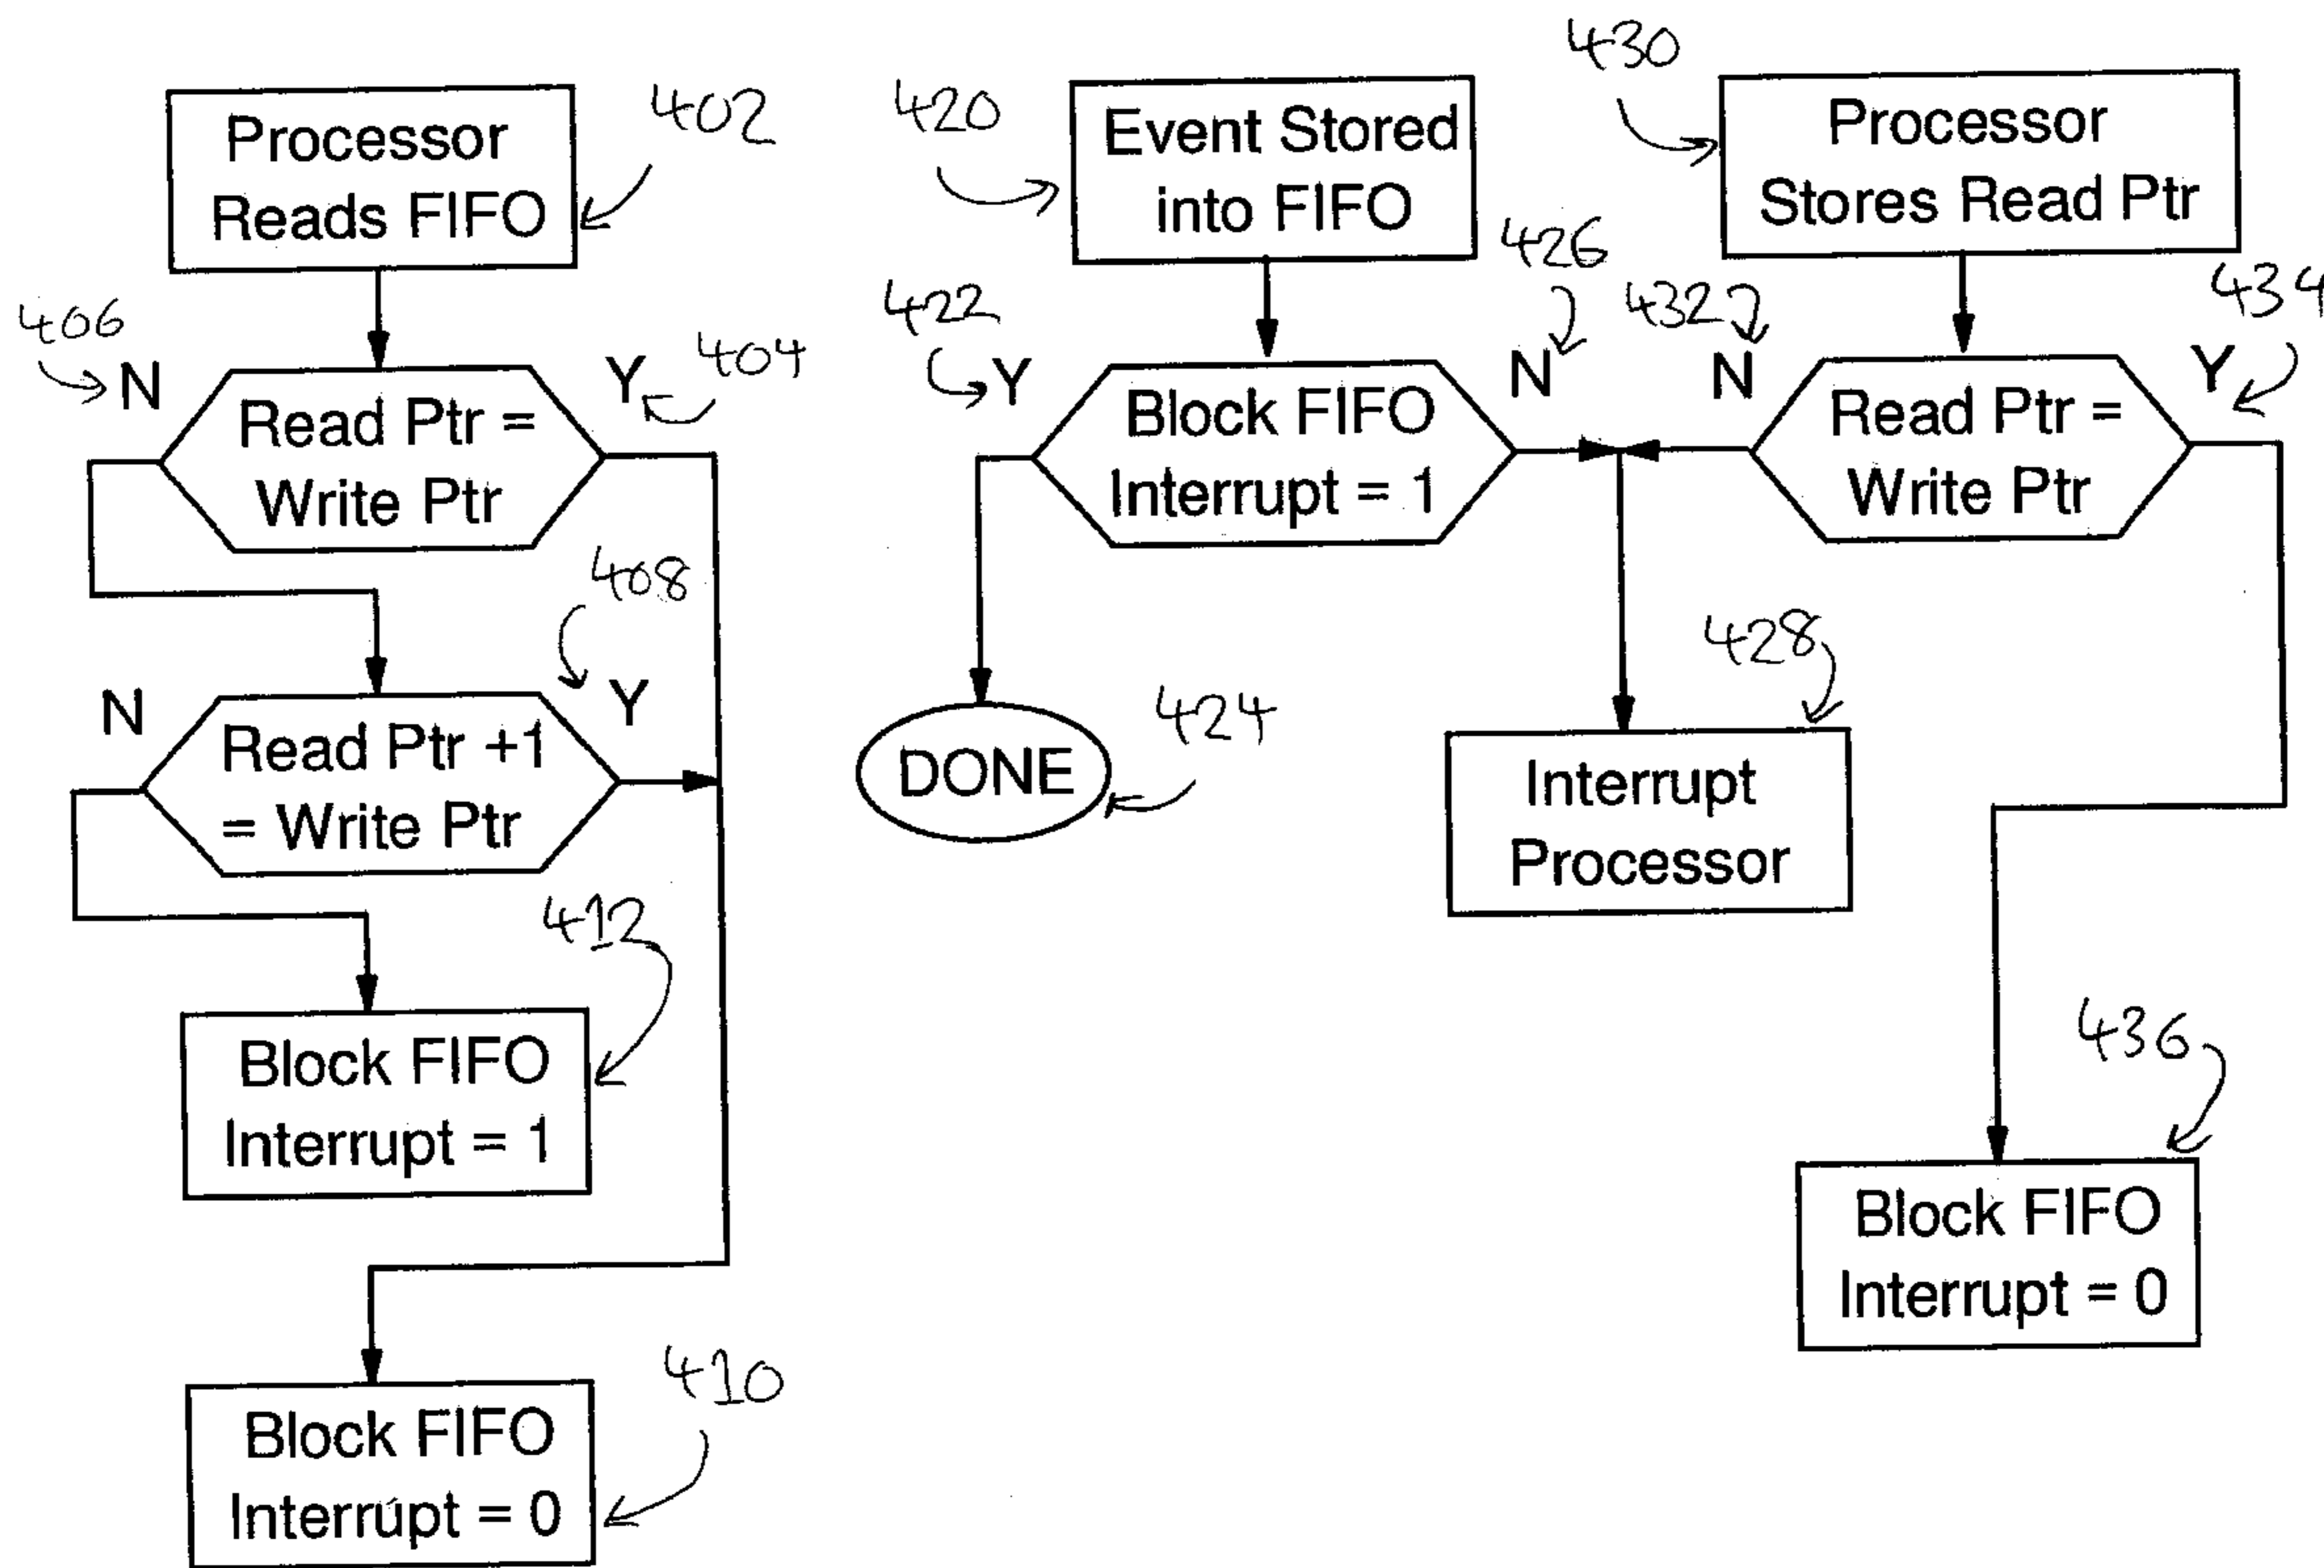 Processor
Reads FIFO
402
406
N
Y
404
Read Ptr =
Write Ptr
408
N
Y
Read Ptr +1
= Write Ptr
412
Block FIFO
Interrupt = 1
410
Block FIFO
Interrupt = 0
420
Event Stored
into FIFO
422
Y
426
N
Block FIFO
Interrupt = 1
DONE
424
428
Interrupt
Processor
430
Processor
Stores Read Ptr
432
N
434
Y
Read Ptr =
Write Ptr
436
Block FIFO
Interrupt = 0